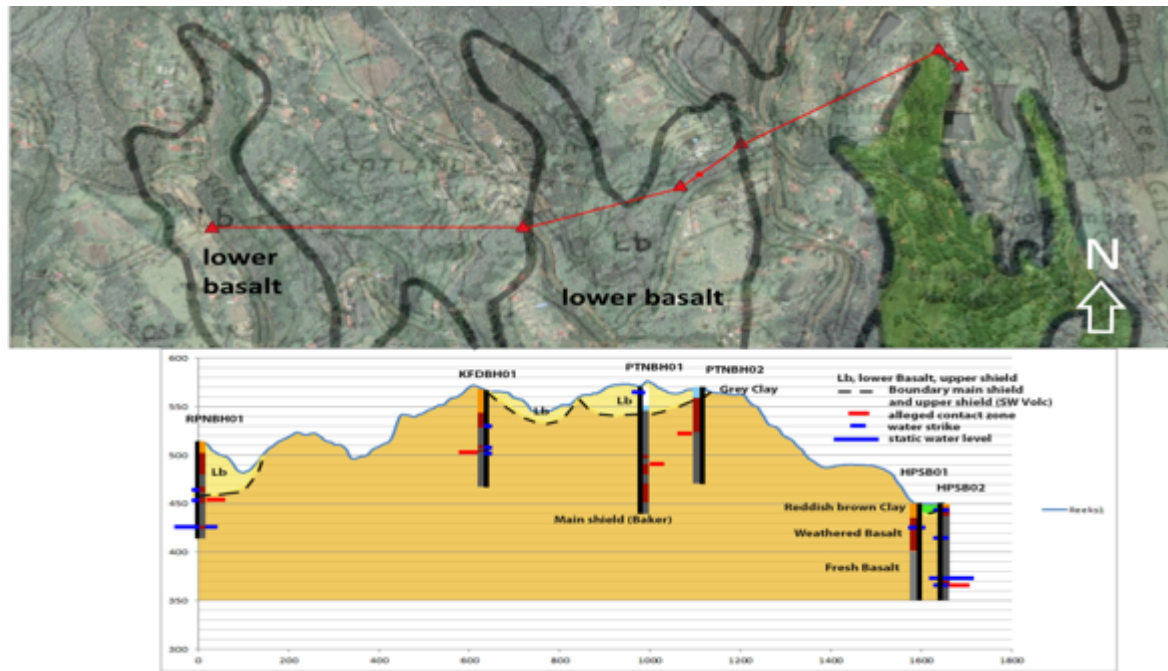 SCOTLAND
Lb
lower
basalt
lower basalt
N
Tree
600
550
500
450
400
350
300
RPNBH01
KFDBH01
PTNBH01
PTNBH02
Grey Clay
Lb
Lb
Lb
Main shield (Baker)
Lb, lower Basalt, upper shield
Boundary main shield
and upper shield (SW Volc)
alleged contact zone
water strike
static water level
HPSB01
HPSB02
Reddish brown Clay
Weathered Basalt
Fresh Basalt
Reeks1
0
200
400
600
800
1000
1200
1400
1600
1800